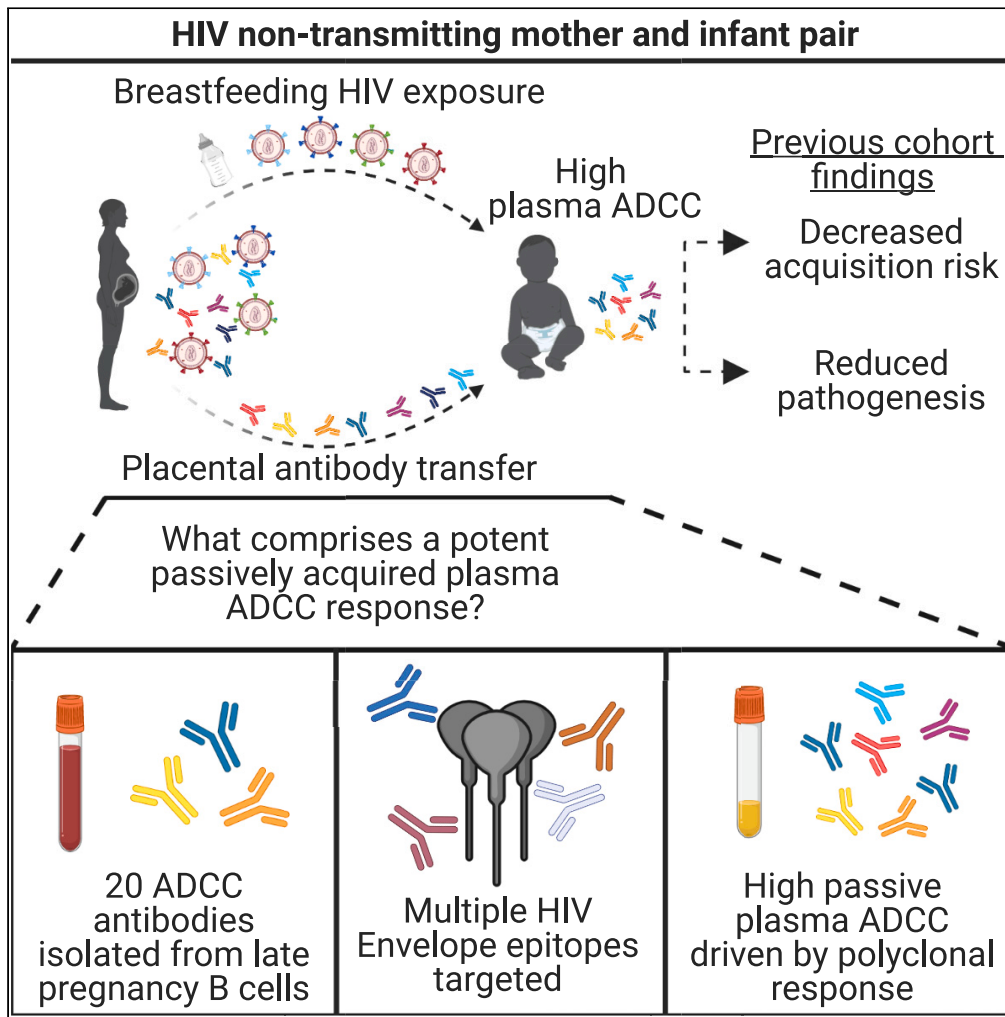 HIV non-transmitting mother and infant pair
Breastfeeding HIV exposure
High
plasma ADCC
Previous cohort
findings
Decreased
acquisition risk
Reduced
pathogenesis
Placental antibody transfer
What comprises a potent
passively acquired plasma
ADCC response?
20 ADCC
antibodies
isolated from late
pregnancy B cells
Multiple HIV
Envelope epitopes
targeted
High passive
plasma ADCC
driven by polyclonal
response